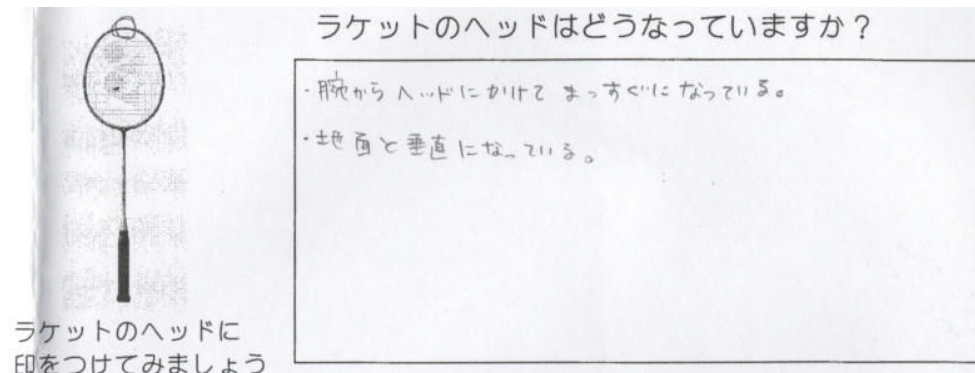 ラケットのヘッドはどうなっていますか？
・腕からヘッドにかけてまっすぐになっている。
・地面と垂直になっている。
ラケットのヘッドに
印をつけてみましょう